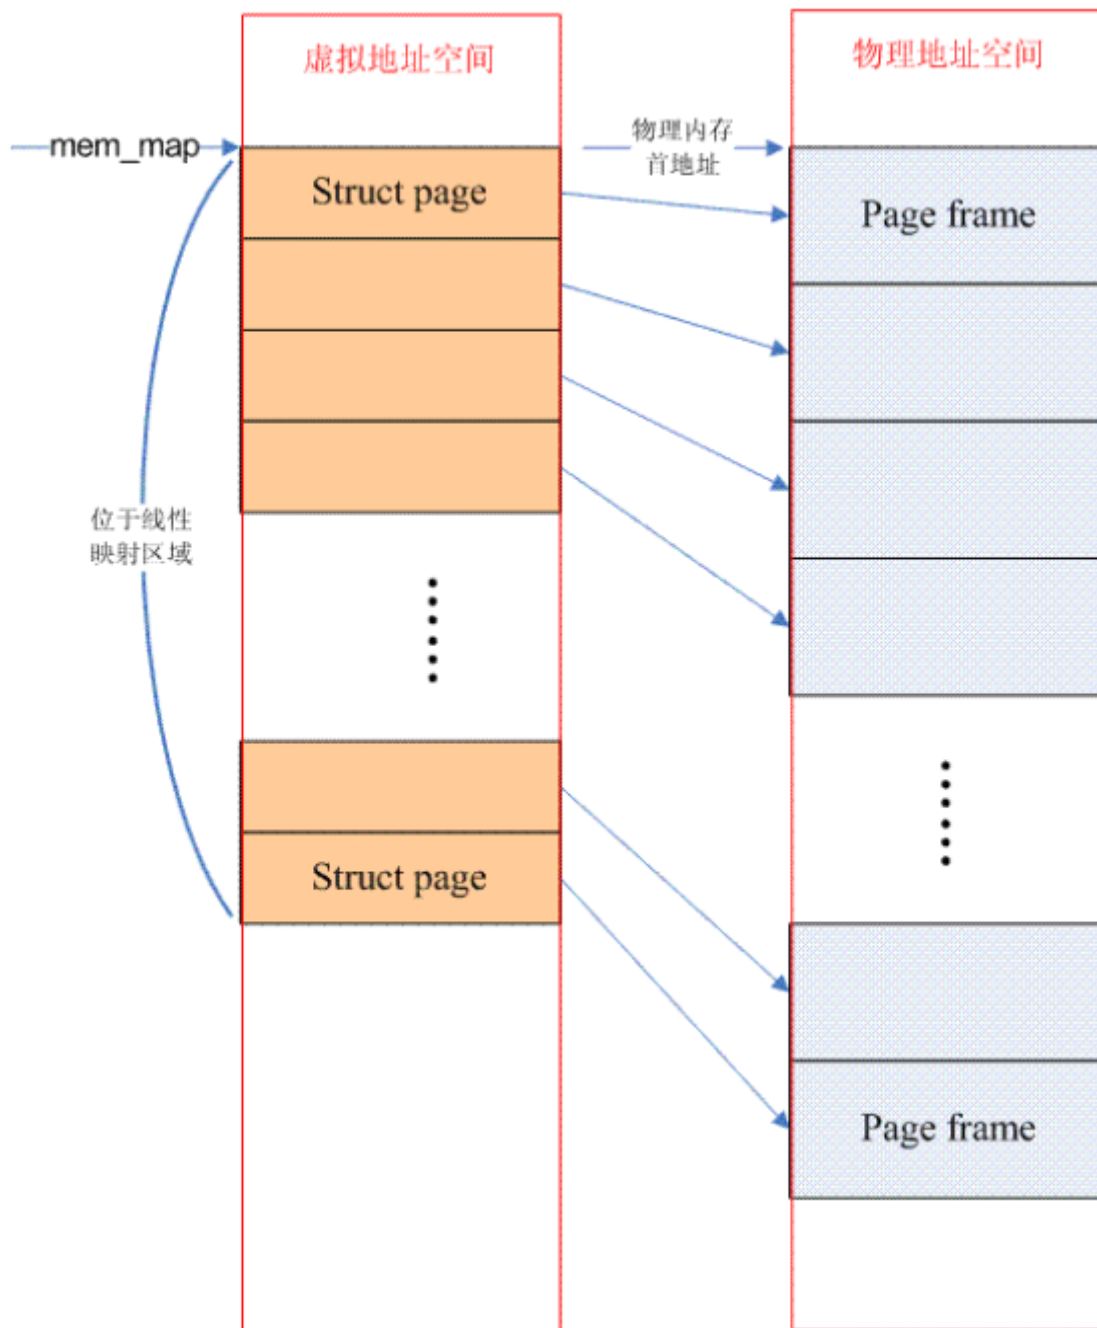 虚拟地址空间
物理地址空间
mem_map
物理内存
首地址
Struct page
Page frame
位于线性
映射区域
Struct page
Page frame